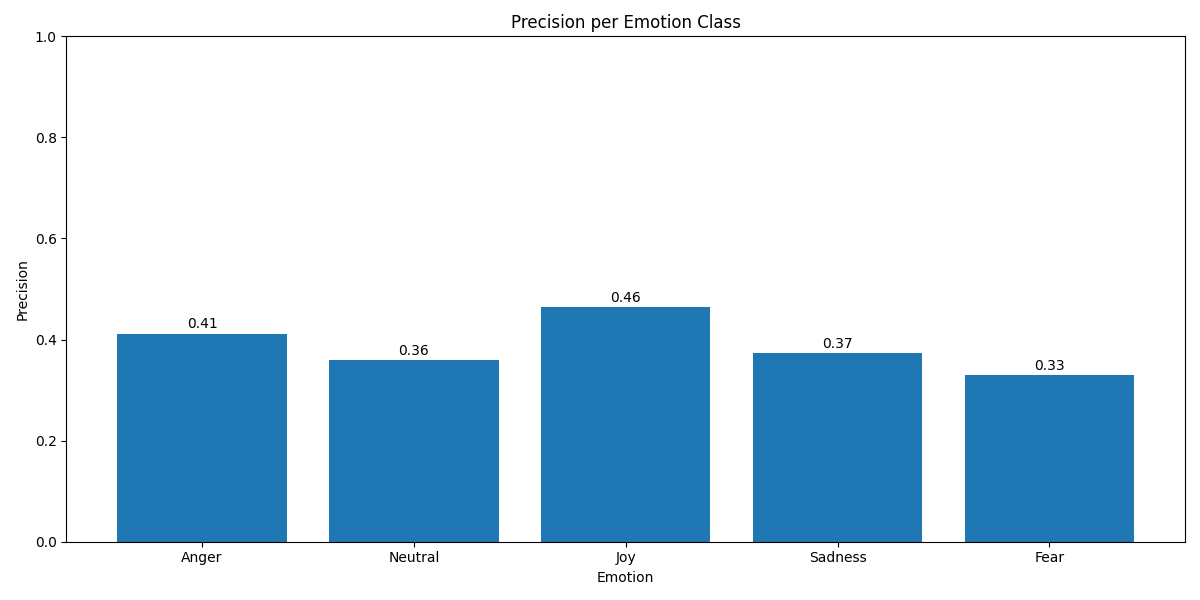 Precision per Emotion Class
1.0
0.8
0.6
0.4
0.2
0.0
Precision
0.41
0.36
0.46
0.37
0.33
Anger Neutral Joy Sadness Fear
Emotion